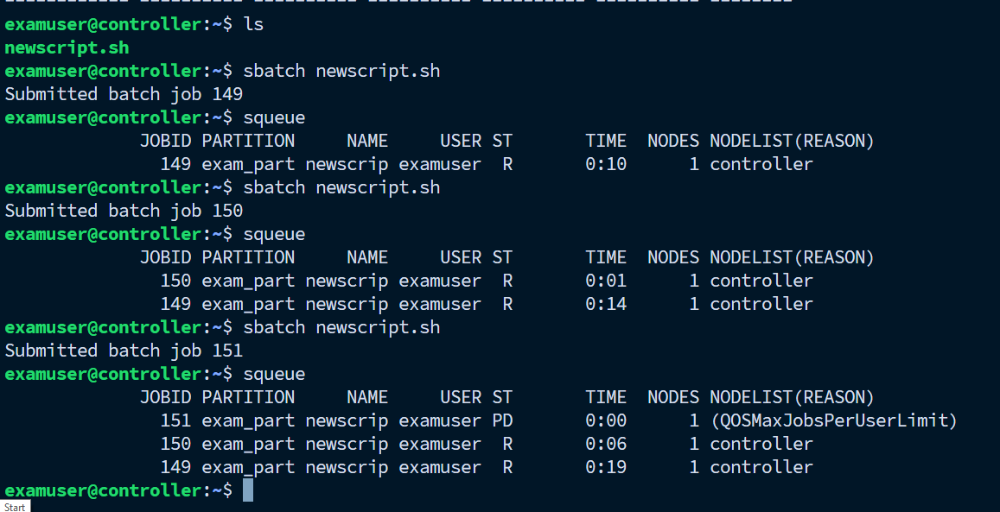 examuser@controller:~$ ls
newscript.sh
examuser@controller:~$ sbatch newscript.sh
Submitted batch job 149
examuser@controller:~$ squeue
             JOBID PARTITION     NAME     USER ST       TIME  NODES NODELIST(REASON)
               149 exam_part newscrip examuser  R       0:10      1 controller
examuser@controller:~$ sbatch newscript.sh
Submitted batch job 150
examuser@controller:~$ squeue
             JOBID PARTITION     NAME     USER ST       TIME  NODES NODELIST(REASON)
               150 exam_part newscrip examuser  R       0:01      1 controller
               149 exam_part newscrip examuser  R       0:14      1 controller
examuser@controller:~$ sbatch newscript.sh
Submitted batch job 151
examuser@controller:~$ squeue
             JOBID PARTITION     NAME     USER ST       TIME  NODES NODELIST(REASON)
               151 exam_part newscrip examuser PD       0:00      1 (QOSMaxJobsPerUserLimit)
               150 exam_part newscrip examuser  R       0:06      1 controller
               149 exam_part newscrip examuser  R       0:19      1 controller
examuser@controller:~$
Start